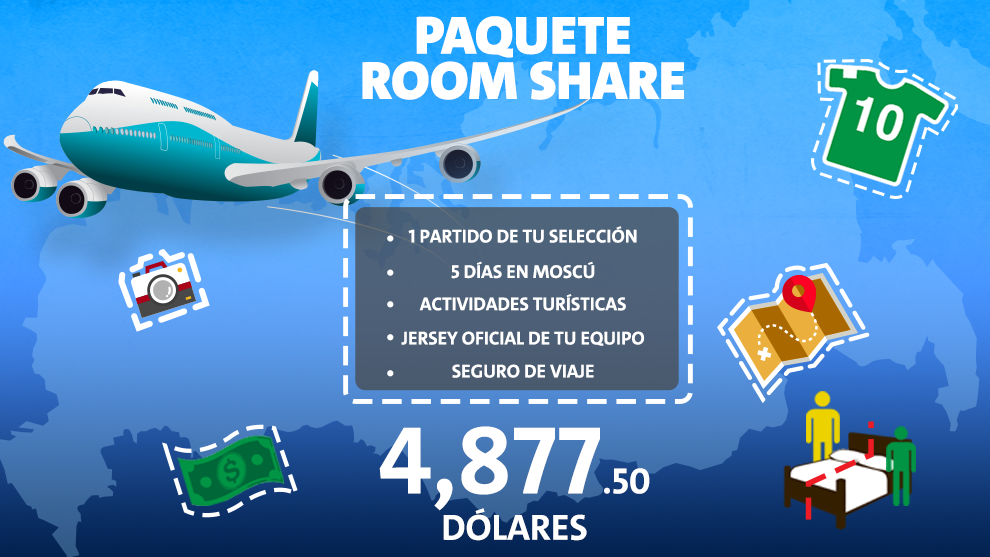 PAQUETE
ROOM SHARE
10
• 1 PARTIDO DE TU SELECCIÓN
• 5 DÍAS EN MOSCÚ
• ACTIVIDADES TURÍSTICAS
• JERSEY OFICIAL DE TU EQUIPO
• SEGURO DE VIAJE
$
4,877.50
DÓLARES